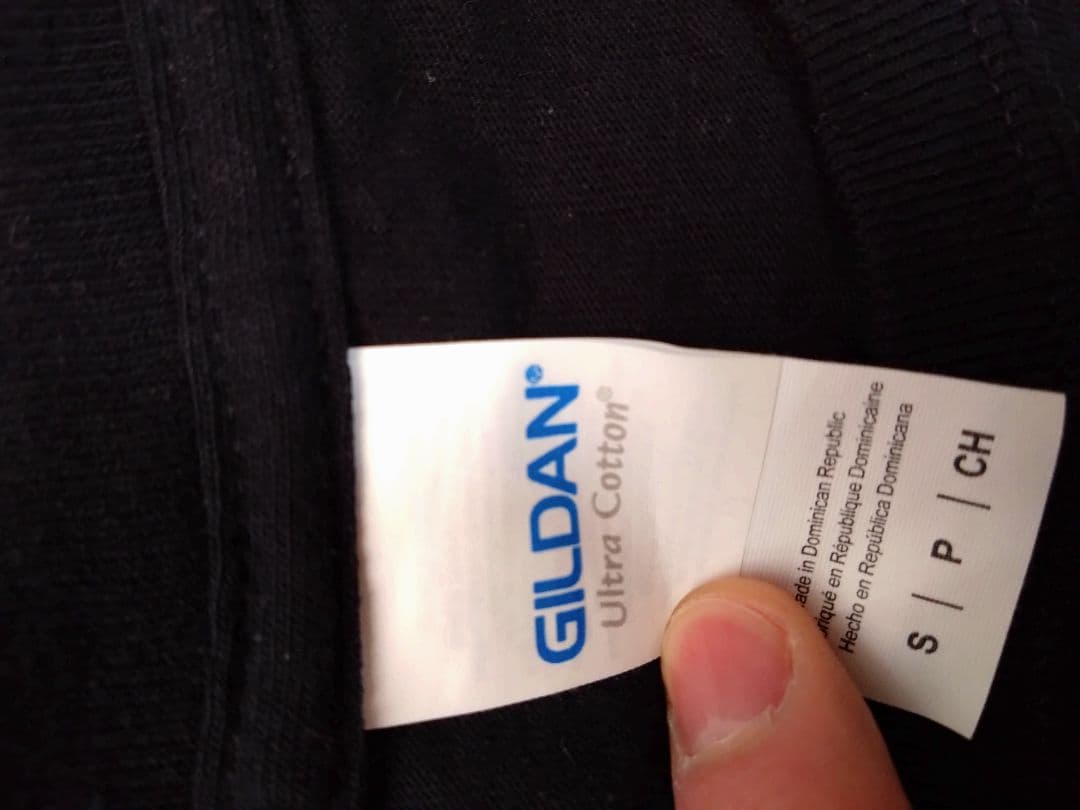 GILDAN®
Ultra Cotton®
in Dominican Republic
en République Dominicaine
Hecho en República Dominicana
S | P | CH